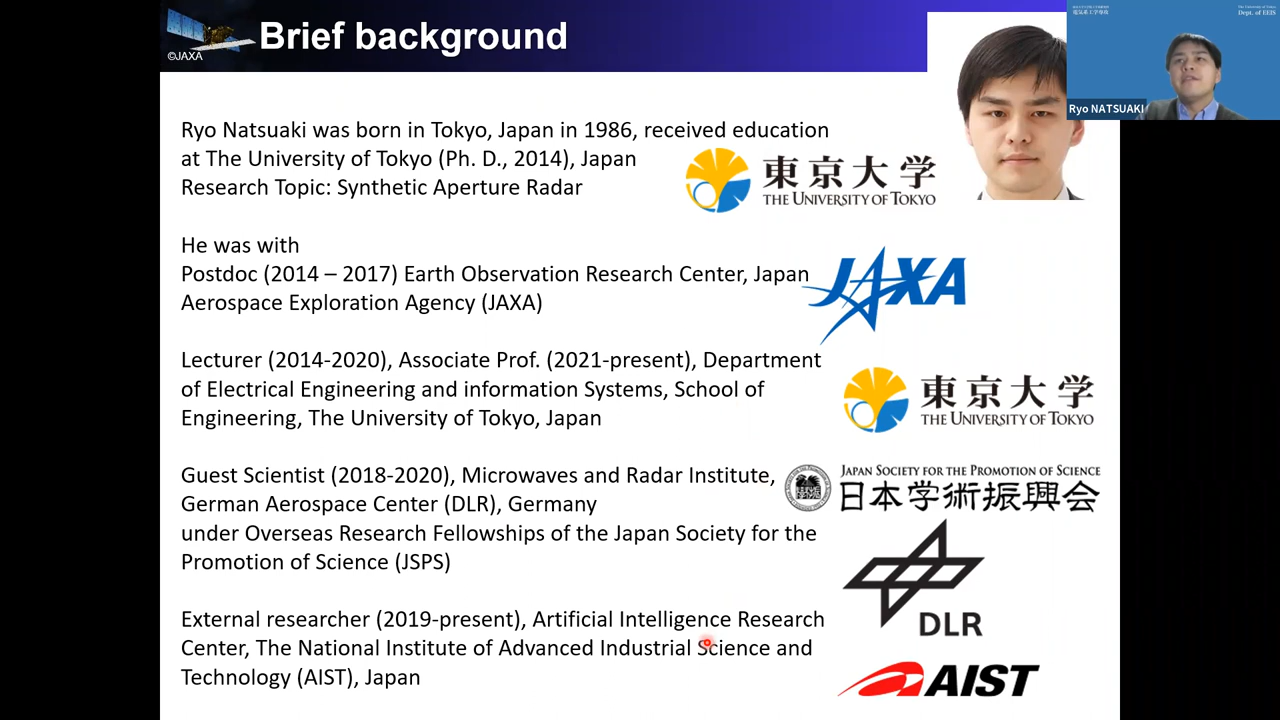 Brief background
©JAXA
Dept. of EEIS
Ryo NATSUAKI
Ryo Natsuaki was born in Tokyo, Japan in 1986, received education
at The University of Tokyo (Ph. D., 2014), Japan
Research Topic: Synthetic Aperture Radar
東京大学
THE UNIVERSITY OF TOKYO
He was with
Postdoc (2014 – 2017) Earth Observation Research Center, Japan
Aerospace Exploration Agency (JAXA)
JAXA
Lecturer (2014-2020), Associate Prof. (2021-present), Department
of Electrical Engineering and information Systems, School of
Engineering, The University of Tokyo, Japan
東京大学
THE UNIVERSITY OF TOKYO
Guest Scientist (2018-2020), Microwaves and Radar Institute,
German Aerospace Center (DLR), Germany
under Overseas Research Fellowships of the Japan Society for the
Promotion of Science (JSPS)
JAPAN SOCIETY FOR THE PROMOTION OF SCIENCE
日本学術振興会
DLR
External researcher (2019-present), Artificial Intelligence Research
Center, The National Institute of Advanced Industrial Science and
Technology (AIST), Japan
AIST